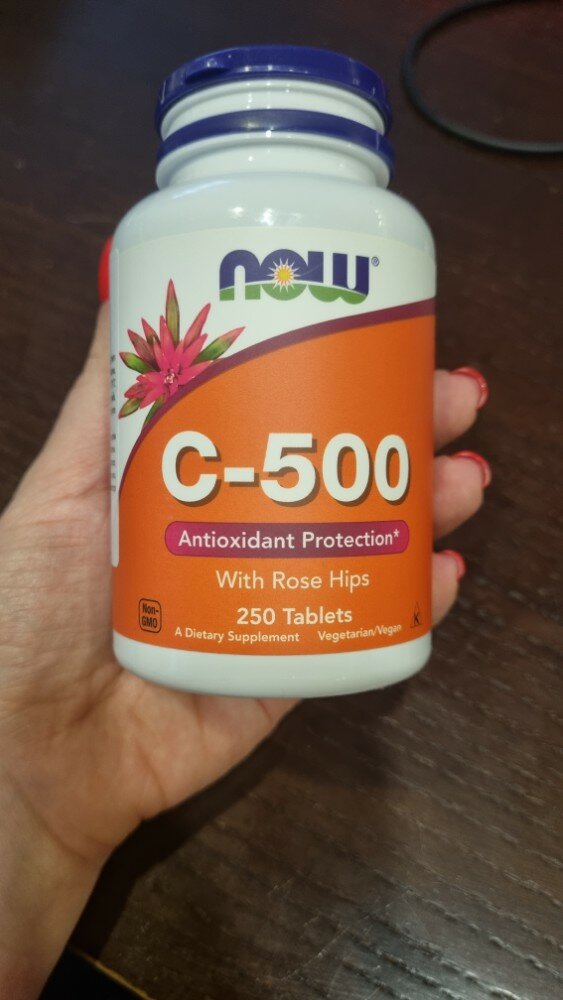 NOW®
C-500
Antioxidant Protection*
With Rose Hips
250 Tablets
Non-
GMO
A Dietary Supplement Vegetarian/Vegan
K